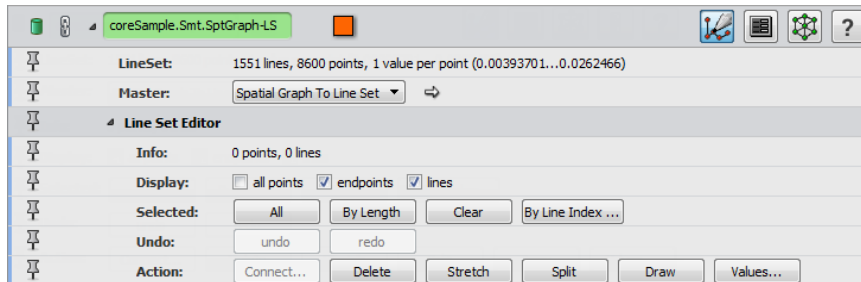 coreSample.Smt.SptGraph-LS ?
LineSet: 1551 lines, 8600 points, 1 value per point (0.00393701...0.0262466)
Master: Spatial Graph To Line Set
Line Set Editor
Info: 0 points, 0 lines
Display: all points endpoints lines
Selected: All By Length Clear By Line Index ...
Undo: undo redo
Action: Connect... Delete Stretch Split Draw Values...